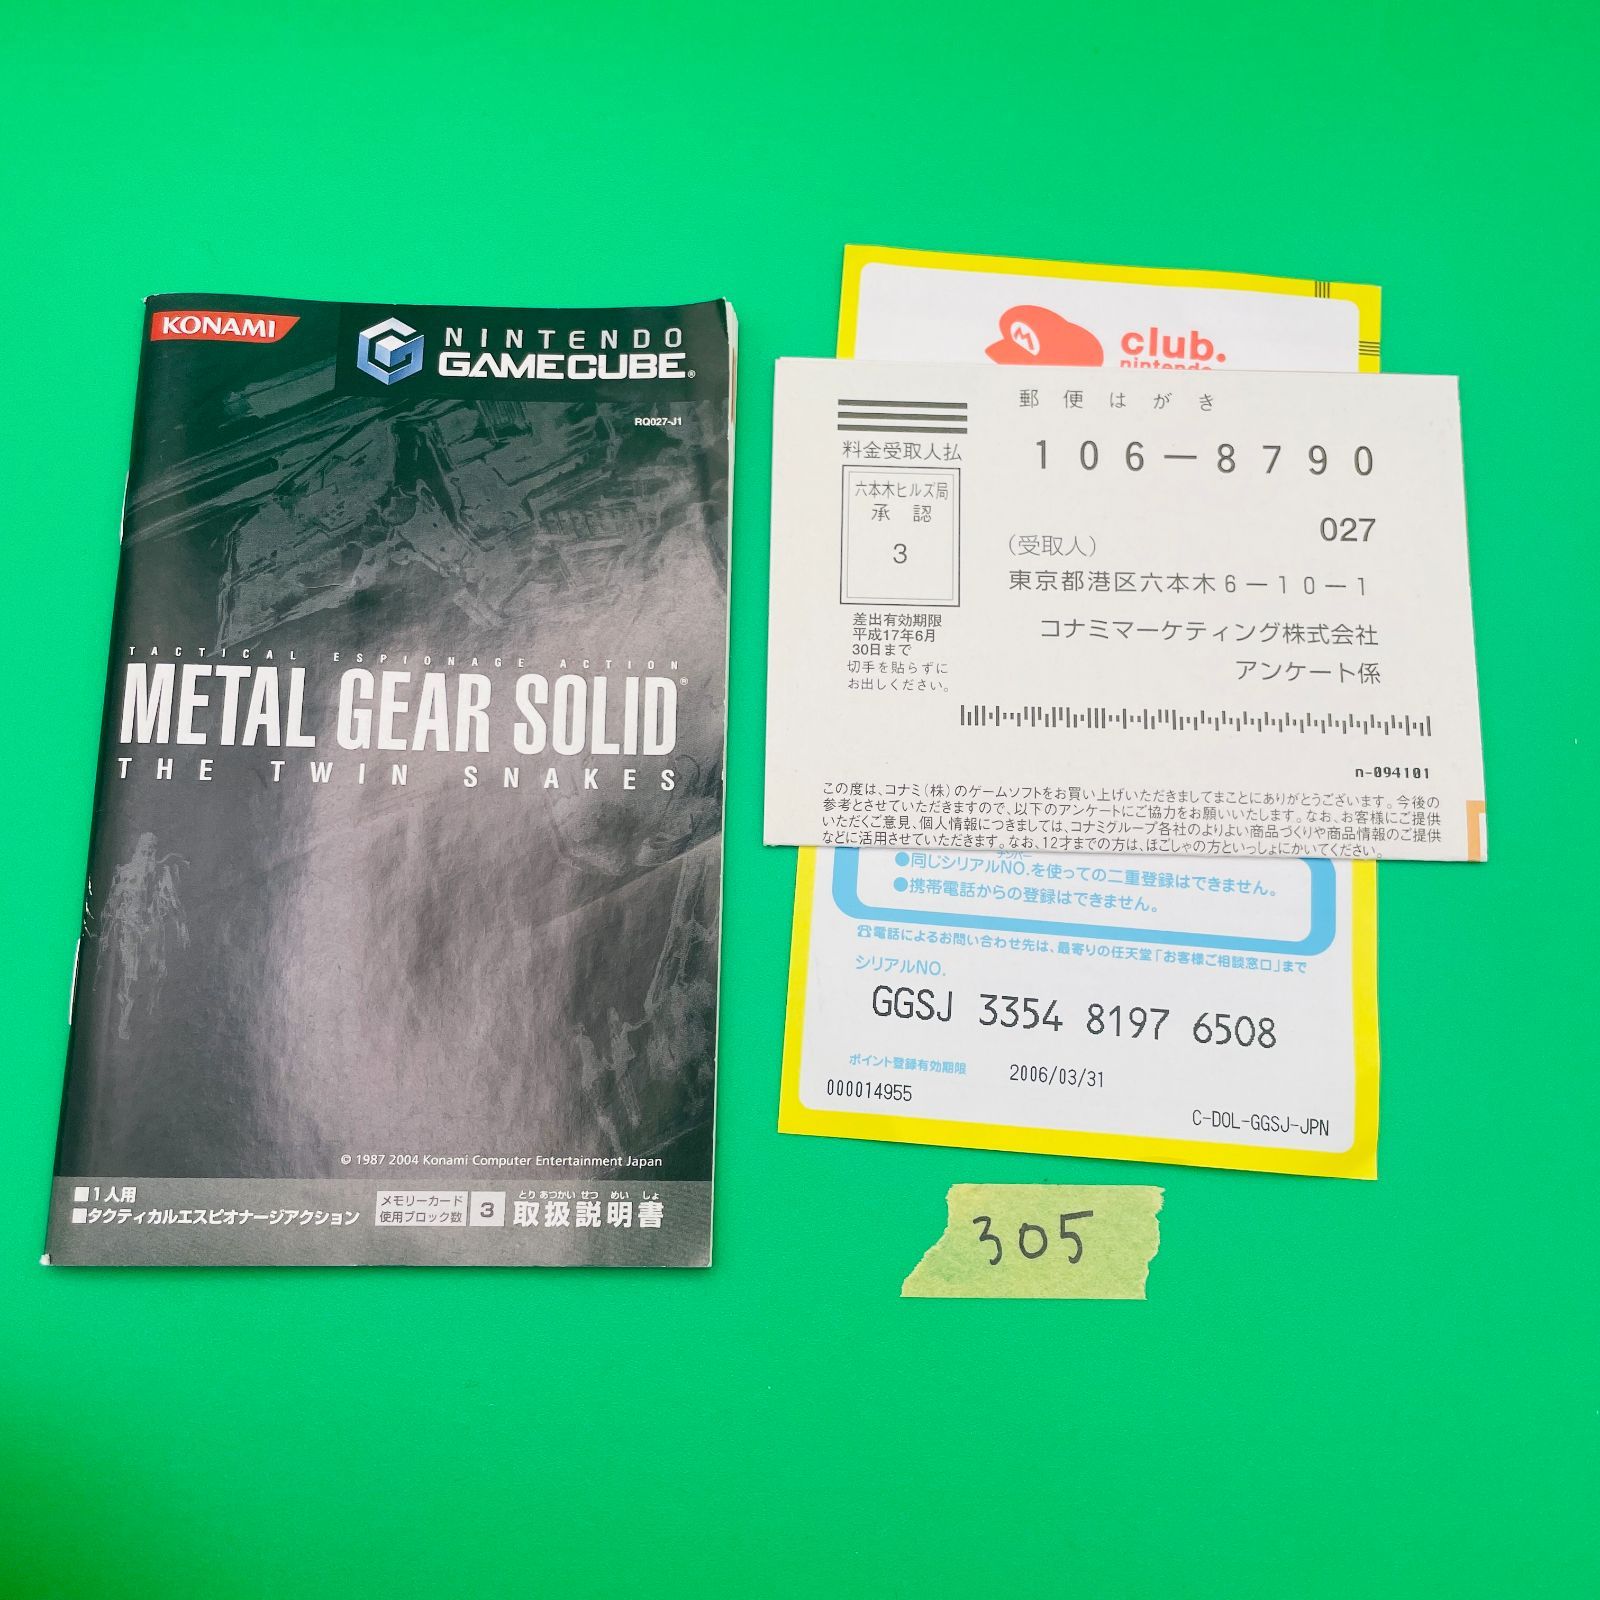 KONAMI
NINTENDO
GAMECUBE®
RQ027-J1
TACTICAL ESPIONAGE ACTION
METAL GEAR SOLID®
THE TWIN SNAKES
© 1987 2004 Konami Computer Entertainment Japan
■1人用
■タクティカルエスピオナージアクション
メモリーカード
使用ブロック数
3
とり あつかい せつ めい しょ
取扱説明書
club.
nintendo
郵便はがき
料金受取人払
106-8790
六本木ヒルズ局
承認
3
027
(受取人)
東京都港区六本木6-10-1
コナミマーケティング株式会社
アンケート係
差出有効期限
平成17年6月
30日まで
切手を貼らずに
お出しください。
n-094101
この度は、コナミ(株)のゲームソフトをお買い上げいただきましてまことにありがとうございます。今後の
参考とさせていただきますので、以下のアンケートにご協力をお願いいたします。なお、お客様にご提供
いただくご意見、個人情報につきましては、コナミグループ各社のよりよい商品づくりや商品情報のご提供
などに活用させていただきます。なお、12才までの方は、ほごしゃの方といっしょにかいてください。
ナンバー
●同じシリアルNO.を使っての二重登録はできません。
●携帯電話からの登録はできません。
☎電話によるお問い合わせ先は、最寄りの任天堂「お客様ご相談窓口」まで
シリアルNO.
GGSJ 3354 8197 6508
ポイント登録有効期限
2006/03/31
000014955
C-DOL-GGSJ-JPN
305